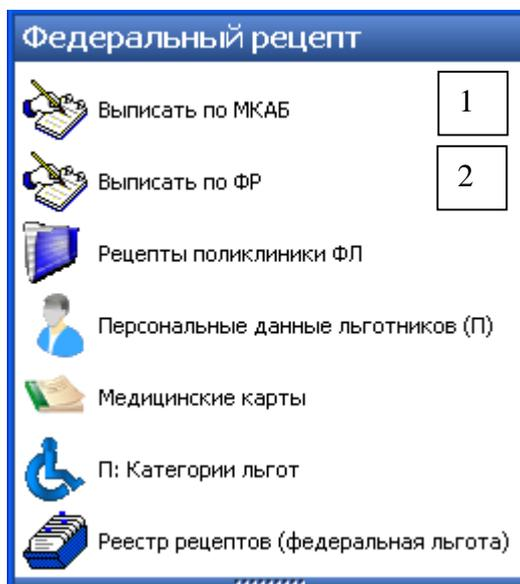 Федеральный рецепт
Выписать по МКАБ 1
Выписать по ФР 2
Рецепты поликлиники ФЛ
Персональные данные льготников (П)
Медицинские карты
П: Категории льгот
Реестр рецептов (федеральная льгота)